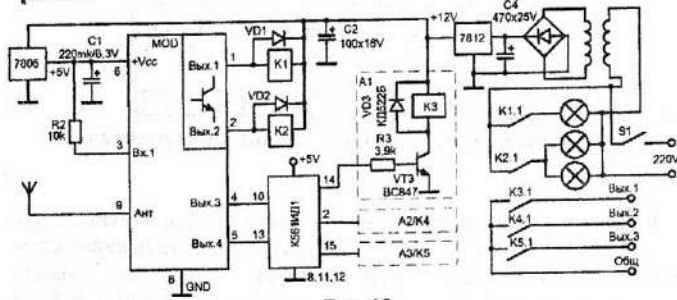 C4
470x25V
C2
100x16V
+12V
7812
VD1
C1
220mk/6,3V
MOD
7805
+5V
+Vcc
6
Вых.1
1
K1
A1
VD3
КД522Б
K3
VD2
Вых.2
2
K2
R2
10k
3
Вх.1
+5V
R3
3,9k
VT3
BC847
14
K1.1
K2.1
S1
220V
9
Ант
Вых.3
4
10
К561ИД1
2
A2/K4
Вых.4
5
13
15
A3/K5
8,11,12
GND
K3.1
Вых.1
K4.1
Вых.2
K5.1
Вых.3
Общ